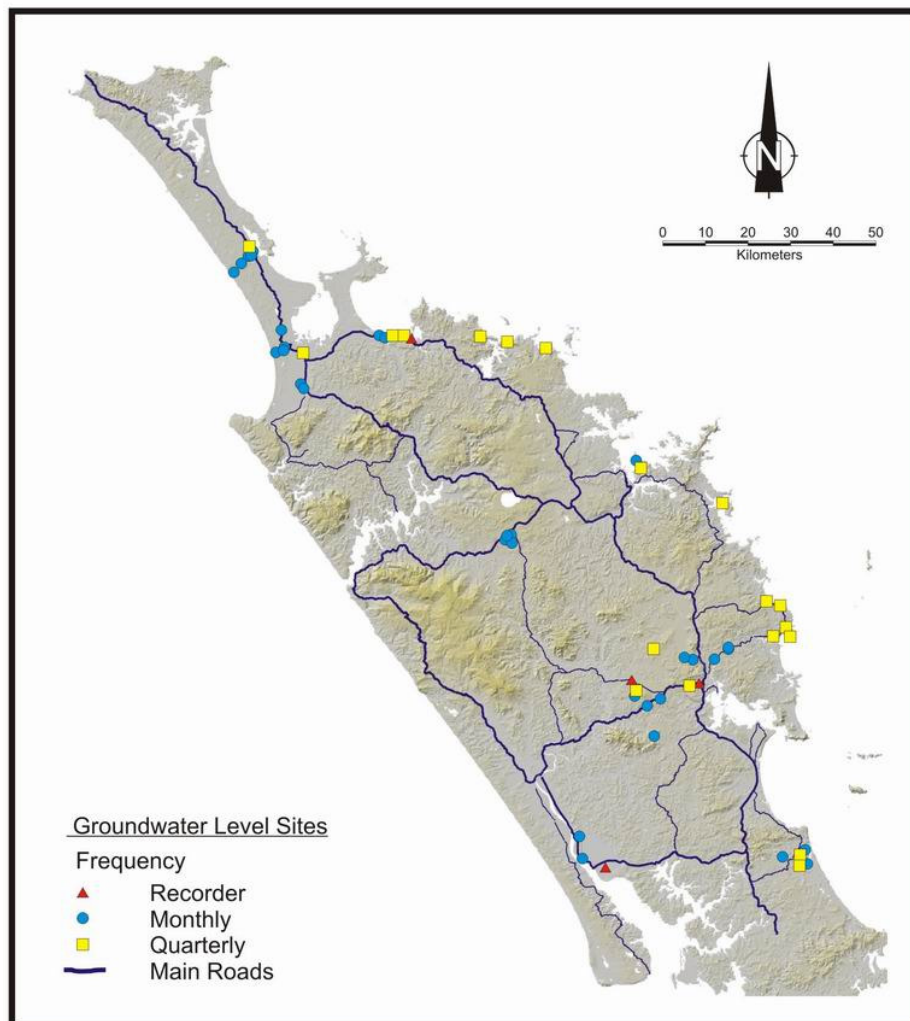 N
0 10 20 30 40 50
Kilometers
Groundwater Level Sites
Frequency
Recorder
Monthly
Quarterly
Main Roads